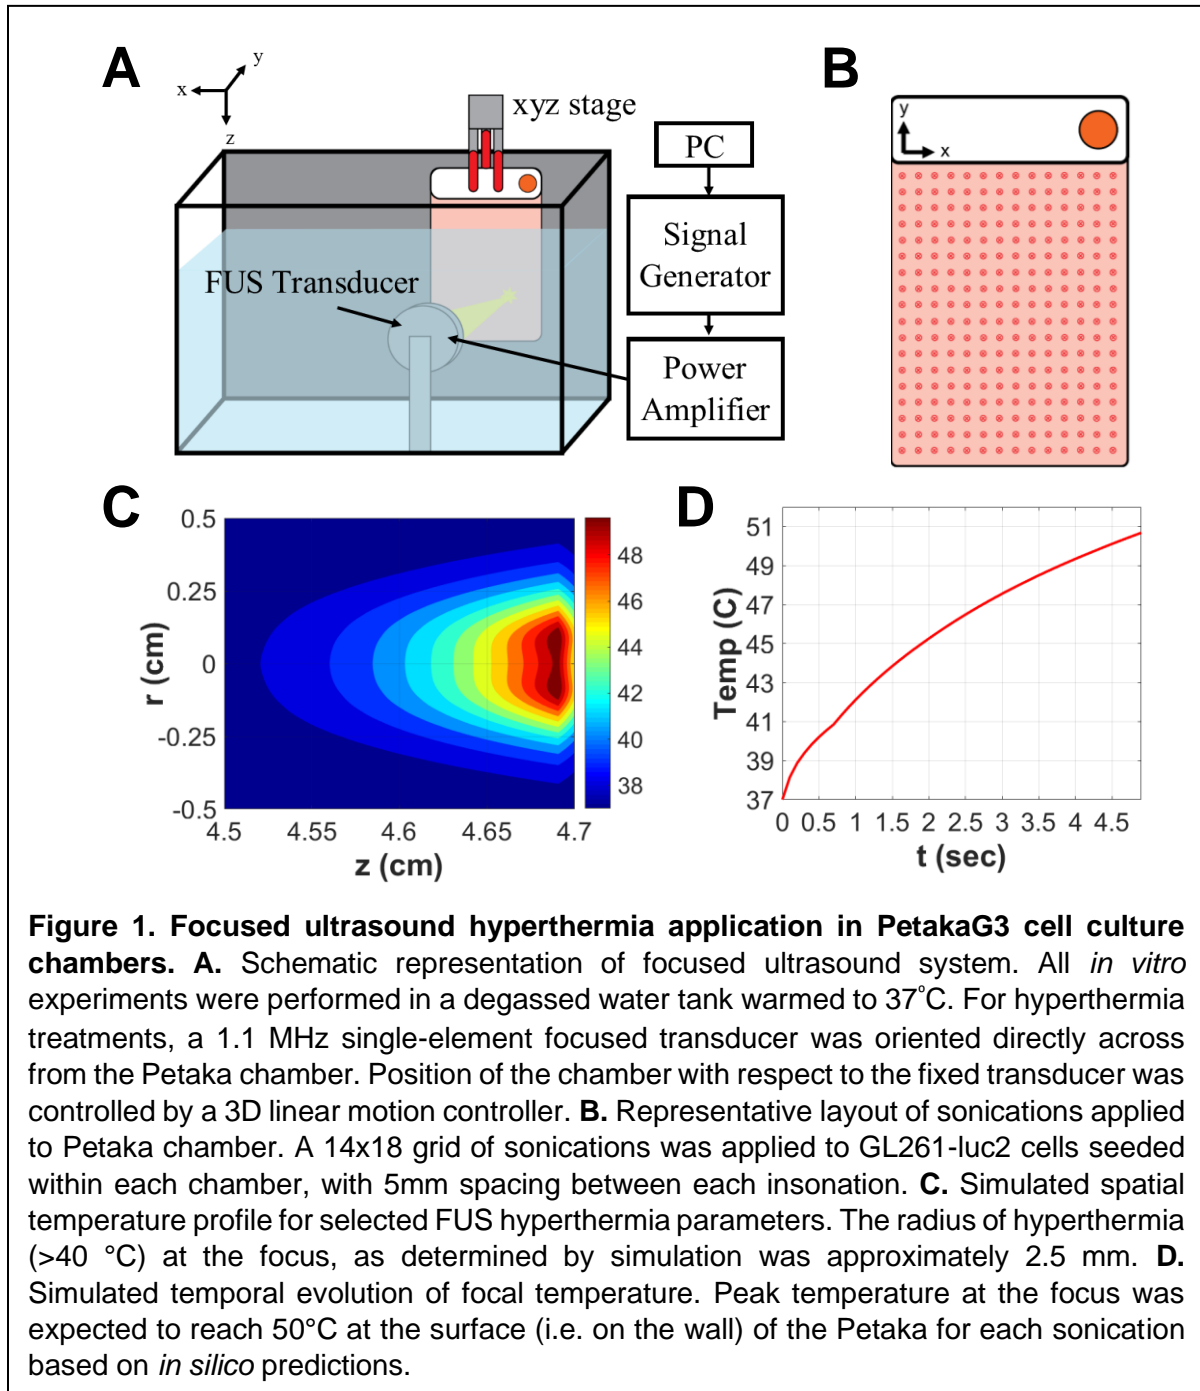 A
y
x
z
xyz stage
PC
Signal
Generator
Power
Amplifier
FUS Transducer
B
y
x
C
0.5
0.25
0
-0.25
-0.5
4.5 4.55 4.6 4.65 4.7
r (cm)
z (cm)
48
46
44
42
40
38
D
51
49
47
45
43
41
39
37
0 0.5 1 1.5 2 2.5 3 3.5 4 4.5
Temp (C)
t (sec)
Figure 1. Focused ultrasound hyperthermia application in PetakaG3 cell culture
chambers. A. Schematic representation of focused ultrasound system. All in vitro
experiments were performed in a degassed water tank warmed to 37°C. For hyperthermia
treatments, a 1.1 MHz single-element focused transducer was oriented directly across
from the Petaka chamber. Position of the chamber with respect to the fixed transducer was
controlled by a 3D linear motion controller. B. Representative layout of sonications applied
to Petaka chamber. A 14x18 grid of sonications was applied to GL261-luc2 cells seeded
within each chamber, with 5mm spacing between each insonation. C. Simulated spatial
temperature profile for selected FUS hyperthermia parameters. The radius of hyperthermia
(>40 °C) at the focus, as determined by simulation was approximately 2.5 mm. D.
Simulated temporal evolution of focal temperature. Peak temperature at the focus was
expected to reach 50°C at the surface (i.e. on the wall) of the Petaka for each sonication
based on in silico predictions.